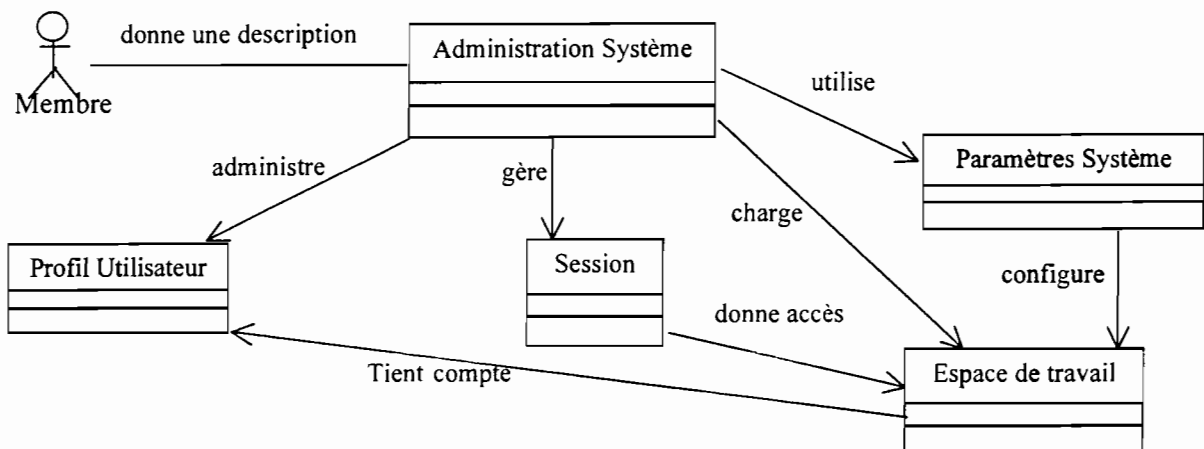 donne une description
Administration Système
utilise
Membre
Paramètres Système
administre
gère
charge
Profil Utilisateur
Session
configure
donne accès
Tient compte
Espace de travail